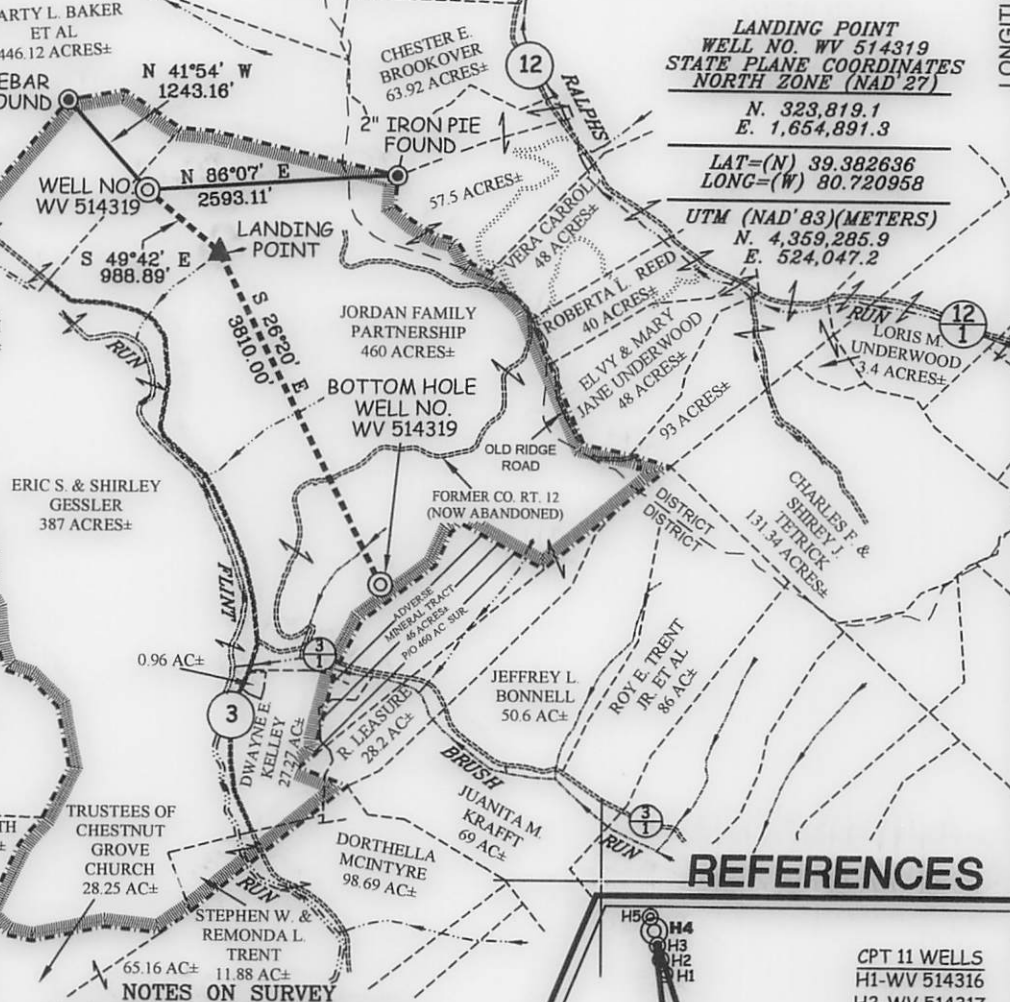 ARTY L. BAKER
ET AL
446.12 ACRES±
EBAR
OUND
N 41°54' W
1243.16'
CHESTER E.
BROOKOVER
63.92 ACRES±
2" IRON PIE
FOUND
12
RALPHS
LANDING POINT
WELL NO. WV 514319
STATE PLANE COORDINATES
NORTH ZONE (NAD'27)
N. 323,819.1
E. 1,654,891.3
LAT=(N) 39.382636
LONG=(W) 80.720958
UTM (NAD'83)(METERS)
N. 4,359,285.9
E. 524,047.2
LONGIT
WELL NO.
WV 514319
N 86°07' E
2593.11'
57.5 ACRES±
VERA CARROLL
48 ACRES±
ROBERTA L. REED
40 ACRES±
ELVY & MARY
JANE UNDERWOOD
48 ACRES±
93 ACRES±
LANDING
POINT
S 49°42' E
988.89'
S 26°20' E
3810.00'
JORDAN FAMILY
PARTNERSHIP
460 ACRES±
RUN
12
1
LORIS M.
UNDERWOOD
3.4 ACRES±
RUN
BOTTOM HOLE
WELL NO.
WV 514319
OLD RIDGE
ROAD
FORMER CO. RT. 12
(NOW ABANDONED)
ERIC S. & SHIRLEY
GESSLER
387 ACRES±
DISTRICT
DISTRICT
CHARLES F. &
SHIREY J.
TETRICK
131.34 ACRES±
FLINT
ADVERSE
MINERAL TRACT
46 ACRES±
P/O 460 AC. SUR.
3
1
0.96 AC±
3
DWAYNE E.
KELLEY
27.27 AC±
R. LEASURE
28.2 AC±
JEFFREY L.
BONNELL
50.6 AC±
ROY E. TRENT
JR. ET AL
86 AC±
BRUSH
JUANITA M.
KRAFFT
69 AC±
3
1
RUN
TH
TRUSTEES OF
CHESTNUT
GROVE
CHURCH
28.25 AC±
DORTHELLA
MCINTYRE
98.69 AC±
RUN
STEPHEN W. &
REMONDA L.
TRENT
11.88 AC±
65.16 AC±
NOTES ON SURVEY
REFERENCES
H5
H4
H3
H2
H1
CPT 11 WELLS
H1-WV 514316
H2-WV 514317